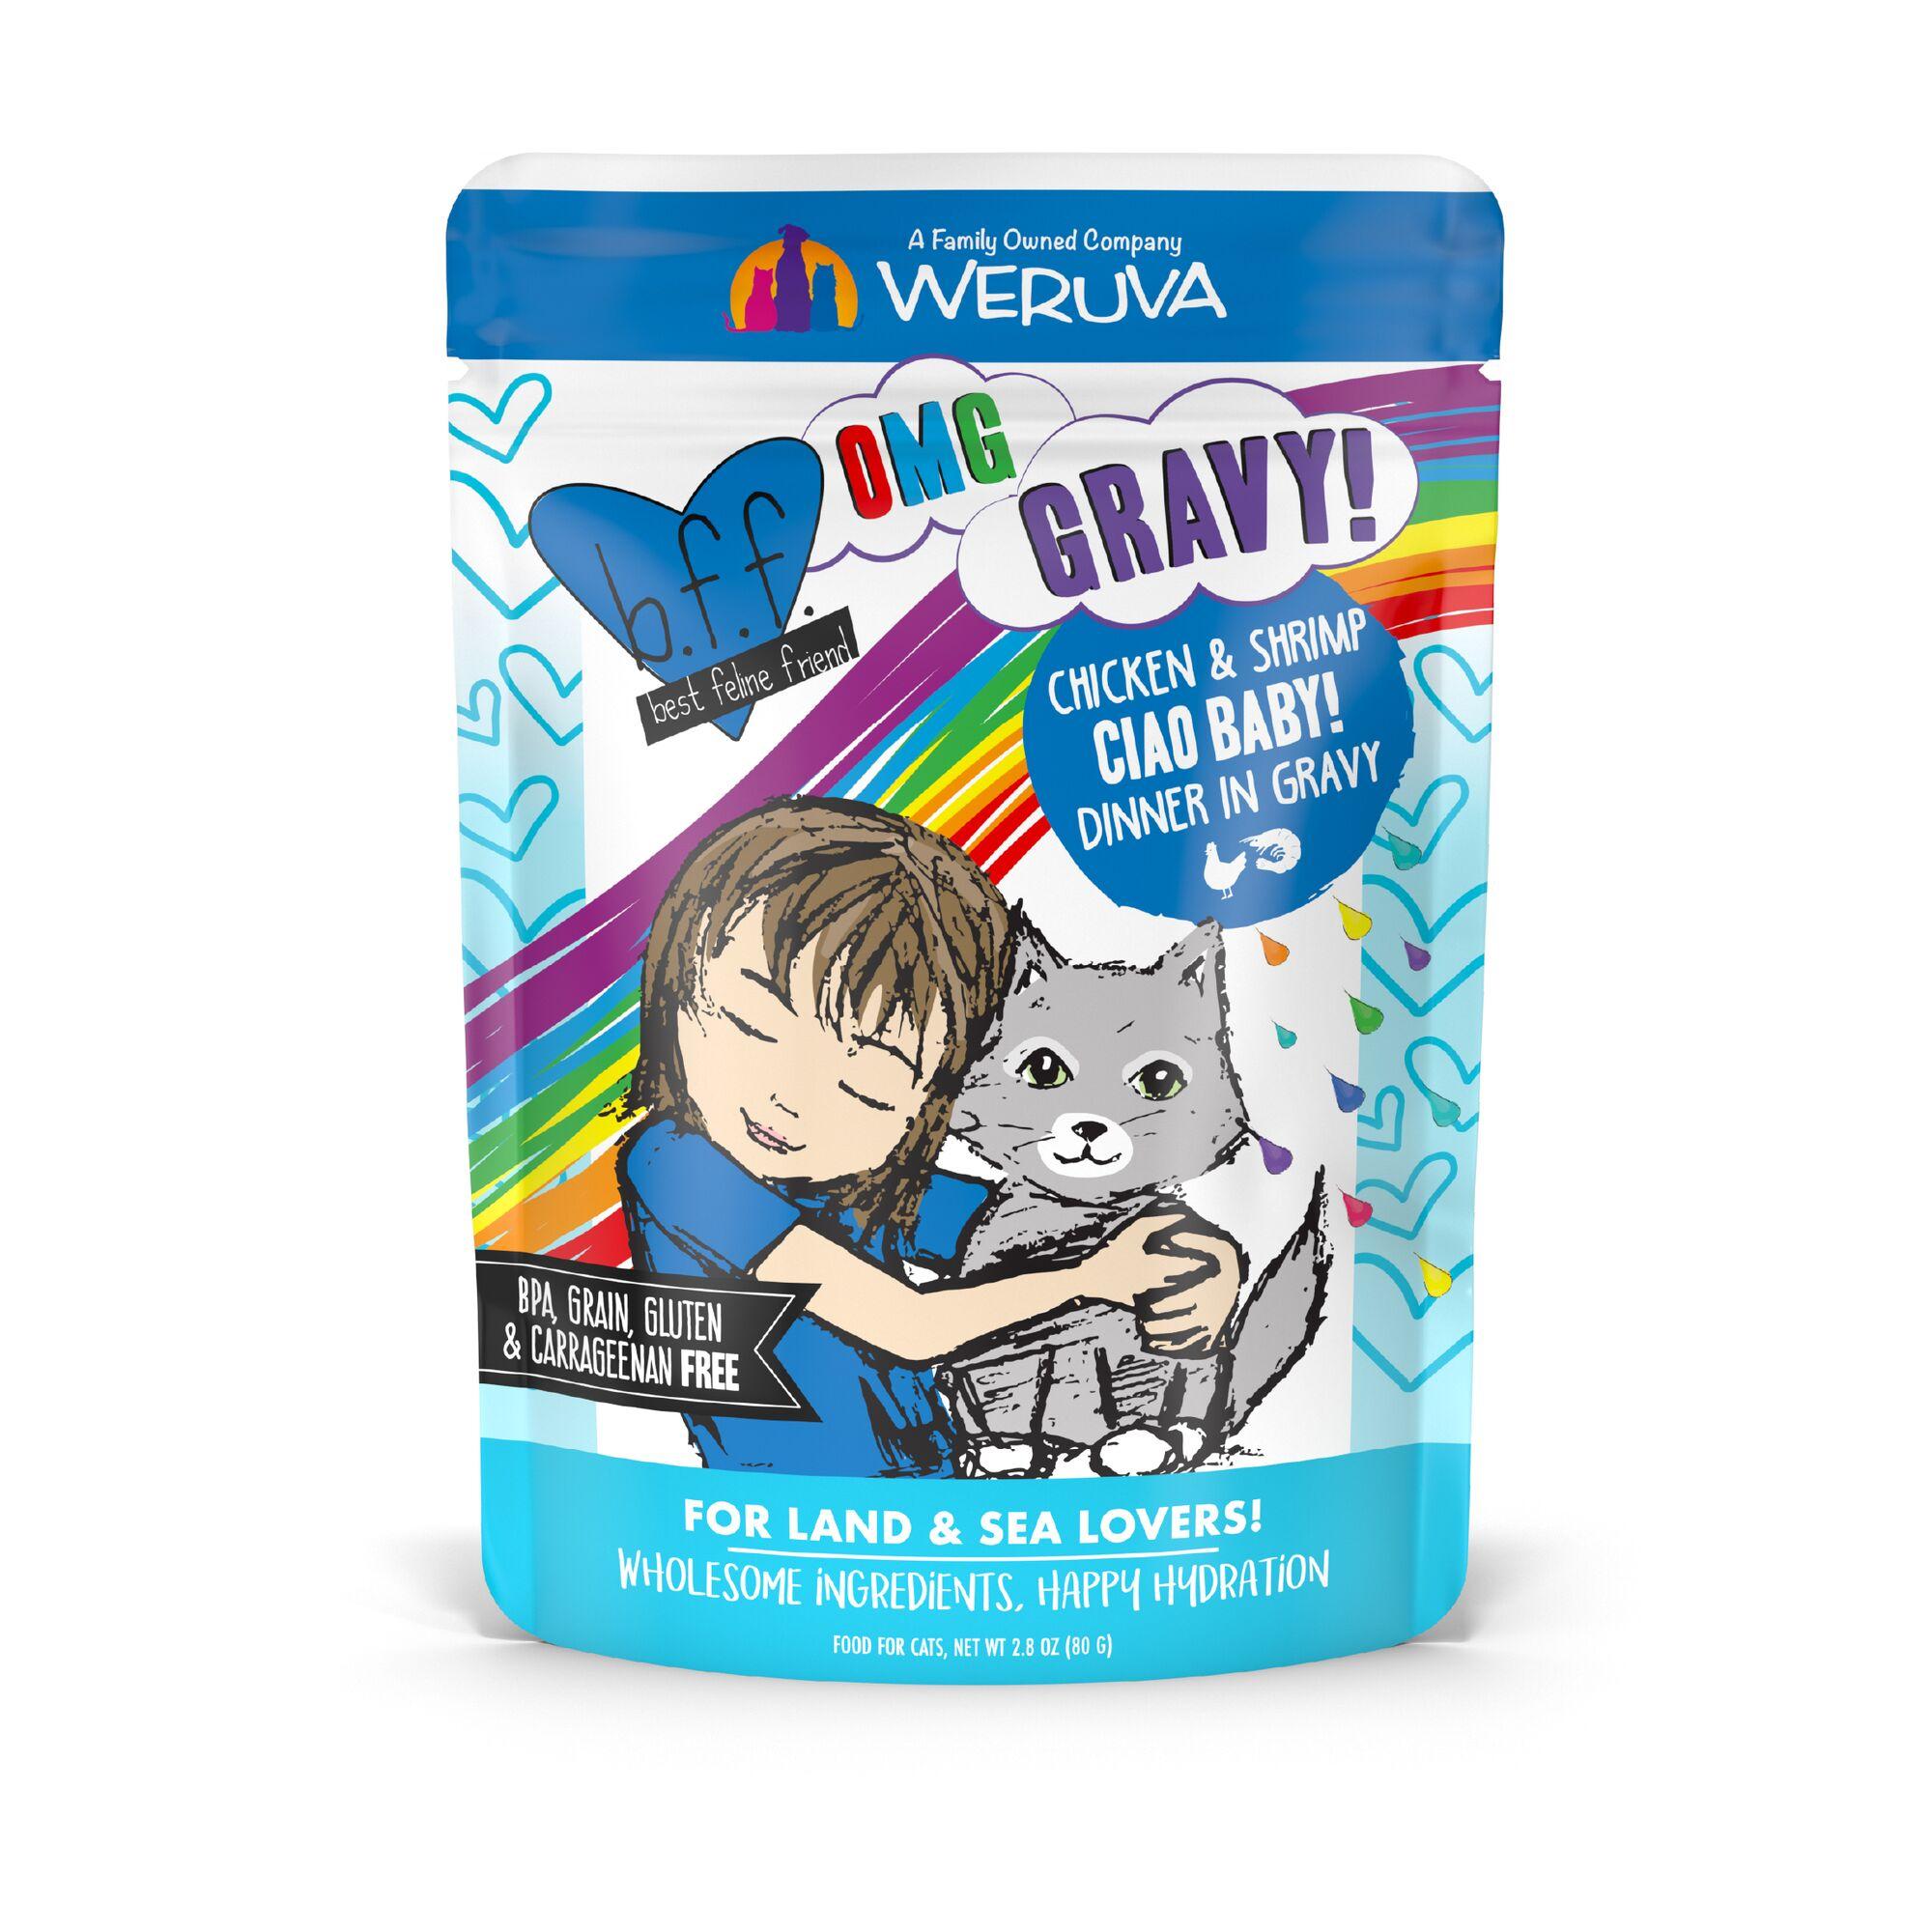 A Family Owned Company
WERUVA
OMG
GRAVY!
b.f.f.
best feline friend
CHICKEN & SHRIMP
CIAO BABY!
DINNER IN GRAVY
BPA, GRAIN, GLUTEN
& CARRAGEENAN FREE
FOR LAND & SEA LOVERS!
WHOLESOME INGREDIENTS, HAPPY HYDRATION
FOOD FOR CATS, NET WT 2.8 OZ (80 G)